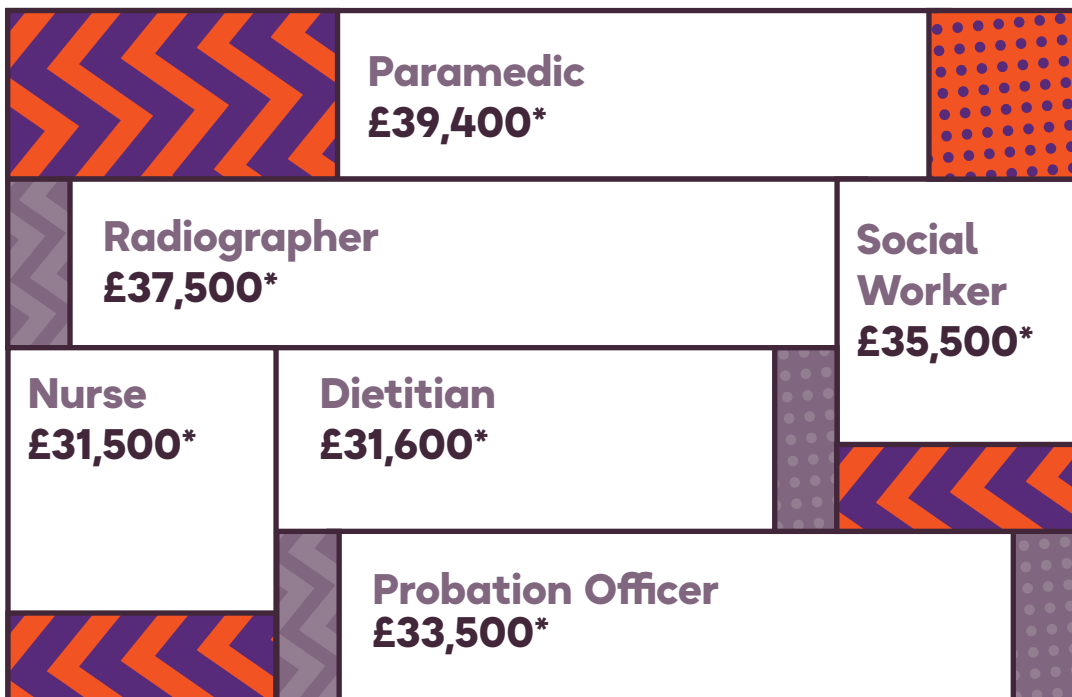 Paramedic
£39,400*
Radiographer
£37,500*
Social
Worker
£35,500*
Nurse
£31,500*
Dietitian
£31,600*
Probation Officer
£33,500*